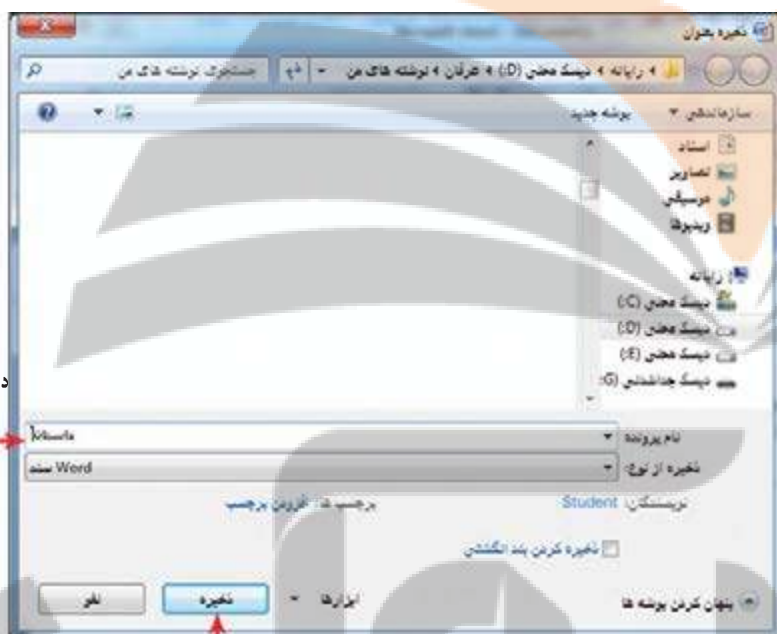 ذخیره بعنوان
رایانه دیسک محلی (D:) عرفان نوشته های من جستجوی نوشته های من
سازماندهی پوشه جدید
اسناد
تصاویر
موسیقی
ویدیوها
رایانه
دیسک محلی (C:)
دیسک محلی (D:)
دیسک محلی (E:)
دیسک جداشدنی (G:
نام پرونده:
ذخیره از نوع: سند Word
نویسندگان: Student برچسب ها: افزودن برچسب
ذخیره کردن بند انگشتی
پنهان کردن پوشه ها ابزارها ذخیره لغو